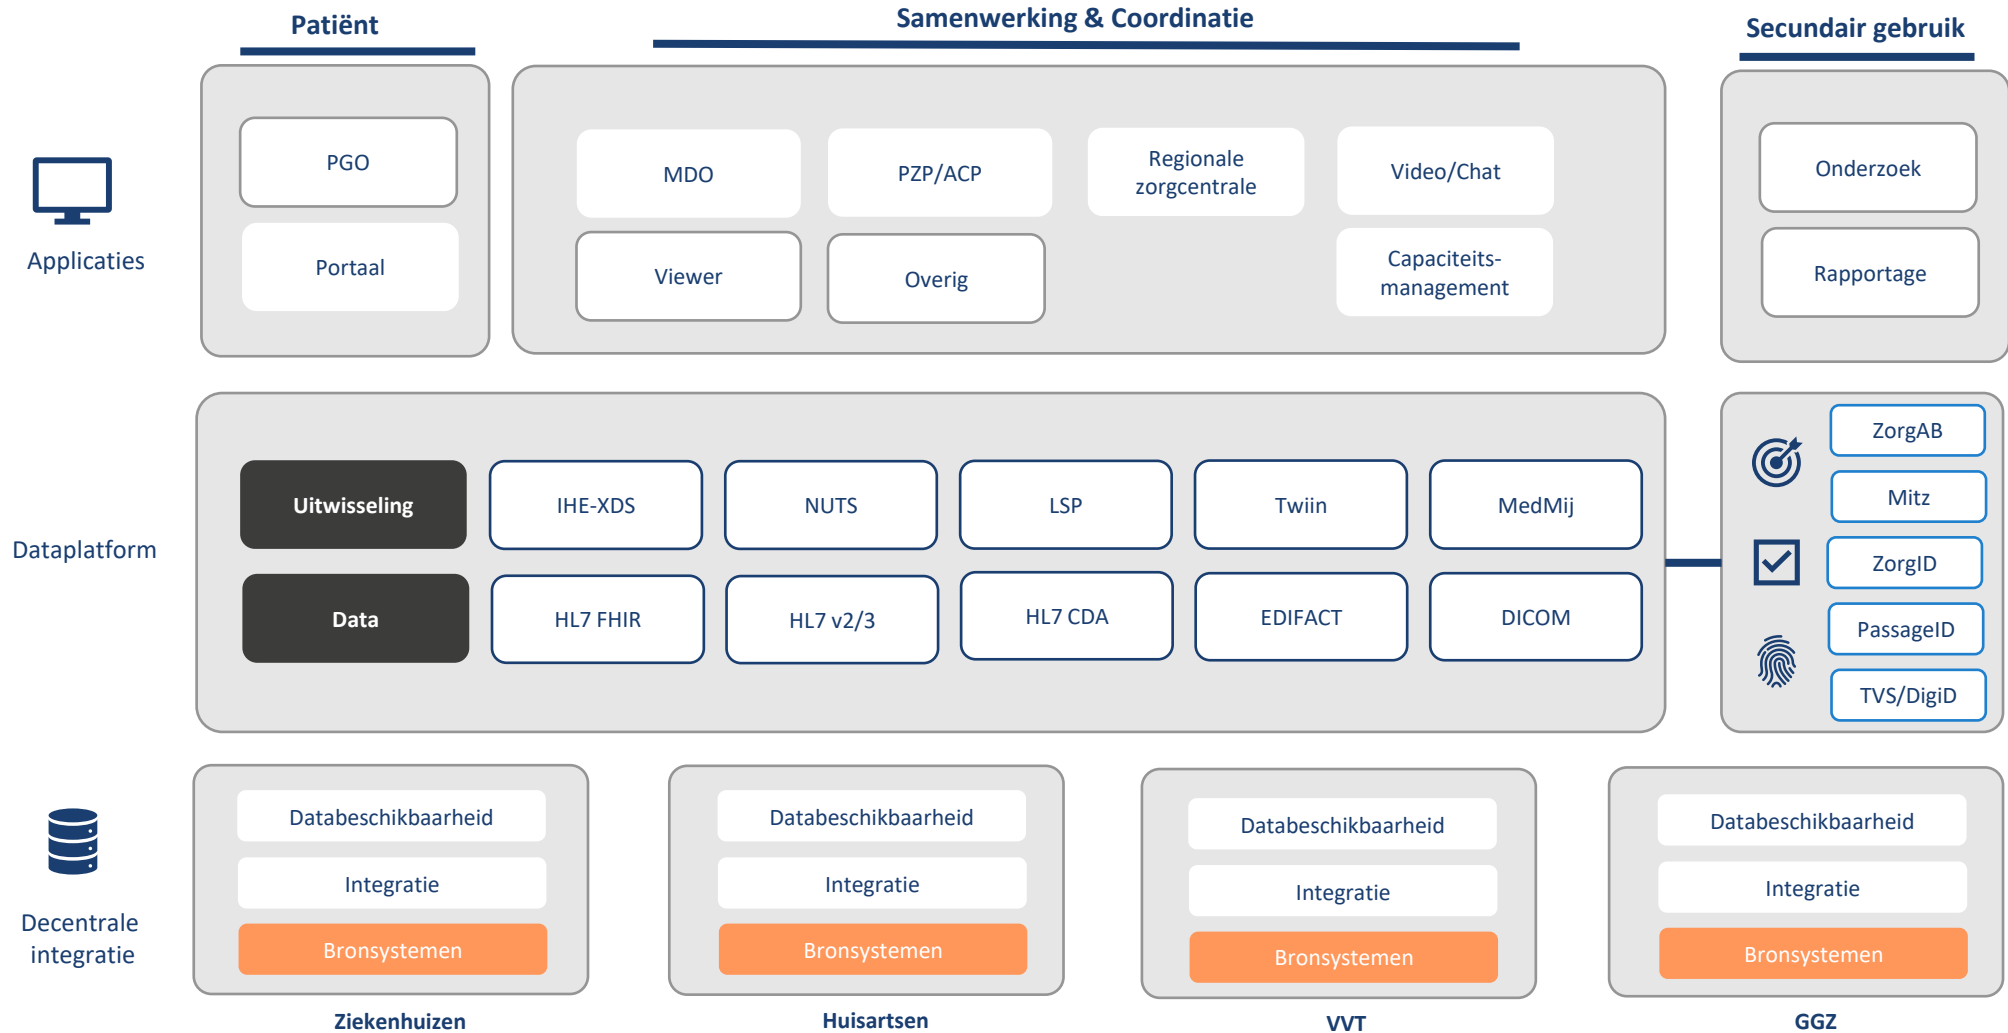 Patiënt
Samenwerking & Coordinatie
Secundair gebruik
Applicaties
PGO
Portaal
MDO
PZP/ACP
Regionale
zorgcentrale
Video/Chat
Viewer
Overig
Capaciteits-
management
Onderzoek
Rapportage
Dataplatform
Uitwisseling
IHE-XDS
NUTS
LSP
Twiin
MedMij
Data
HL7 FHIR
HL7 v2/3
HL7 CDA
EDIFACT
DICOM
ZorgAB
Mitz
ZorgID
PassageID
TVS/DigiD
Decentrale
integratie
Databeschikbaarheid
Integratie
Bronsystemen
Ziekenhuizen
Databeschikbaarheid
Integratie
Bronsystemen
Huisartsen
Databeschikbaarheid
Integratie
Bronsystemen
VVT
Databeschikbaarheid
Integratie
Bronsystemen
GGZ